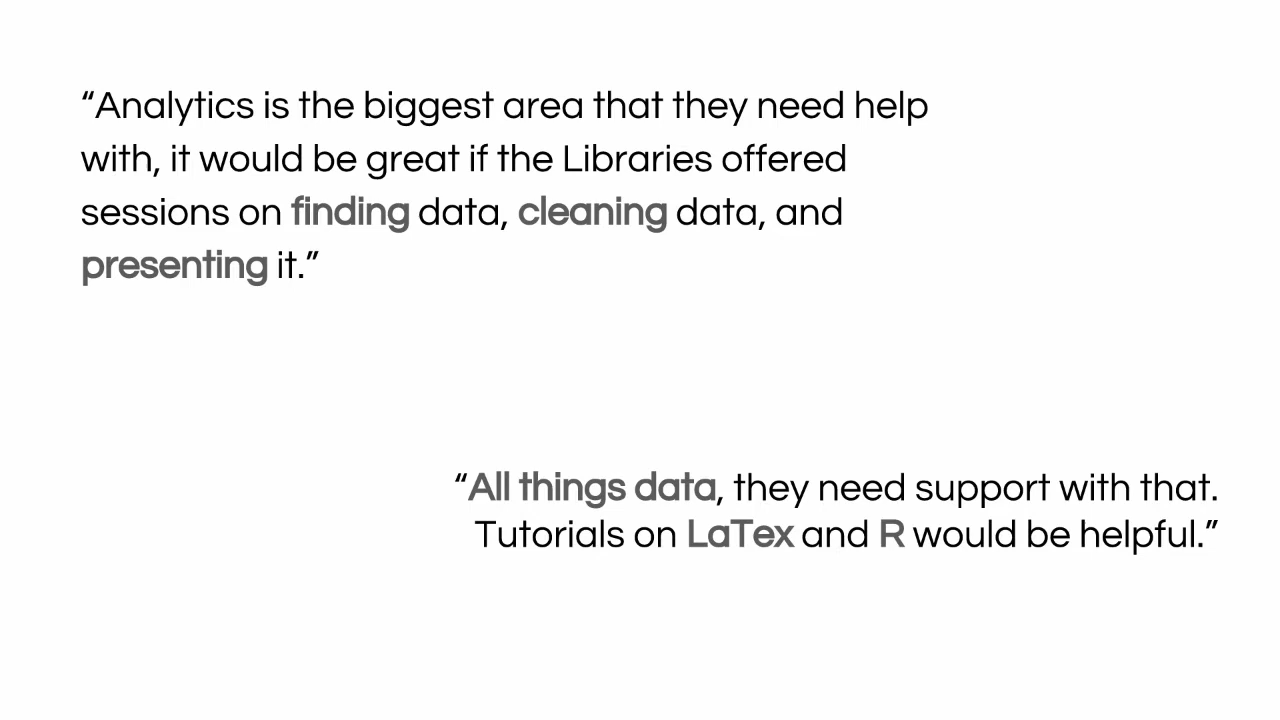 “Analytics is the biggest area that they need help
with, it would be great if the Libraries offered
sessions on finding data, cleaning data, and
presenting it.”
“All things data, they need support with that.
Tutorials on LaTex and R would be helpful.”